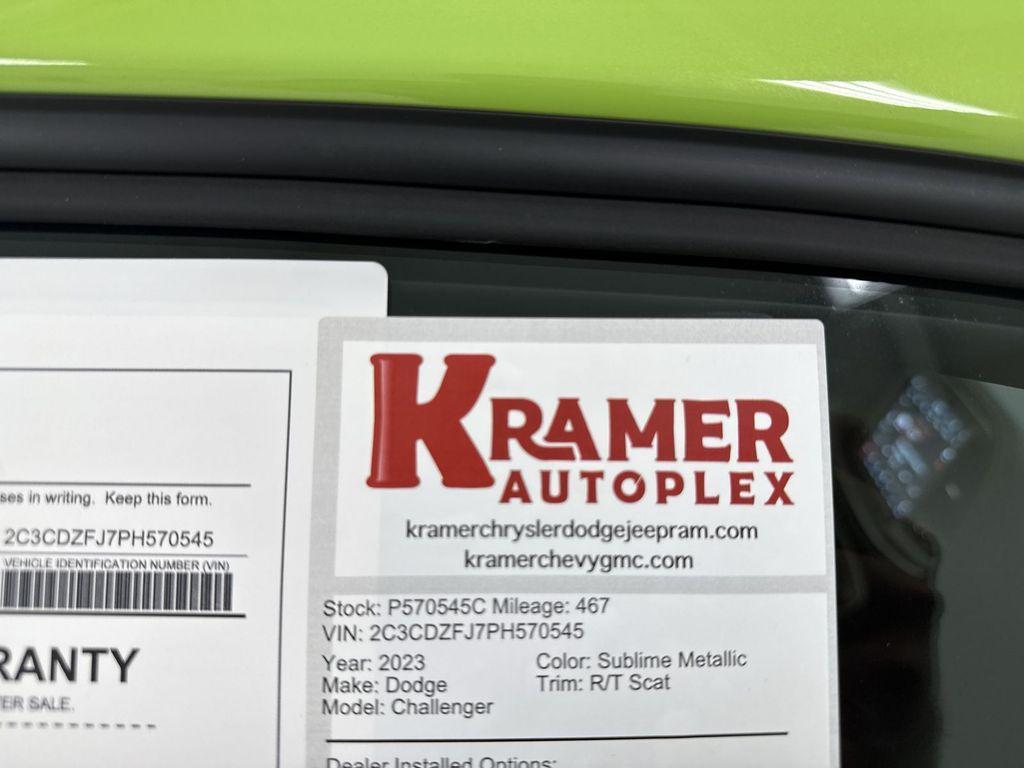 ses in writing. Keep this form.
2C3CDZFJ7PH570545
VEHICLE IDENTIFICATION NUMBER (VIN)
RANTY
ER SALE.
KRAMER
AUTOPLEX
kramerchryslerdodgejeepram.com
kramerchevygmc.com
Stock: P570545C Mileage: 467
VIN: 2C3CDZFJ7PH570545
Year: 2023 Color: Sublime Metallic
Make: Dodge Trim: R/T Scat
Model: Challenger
Dealer Installed Options: